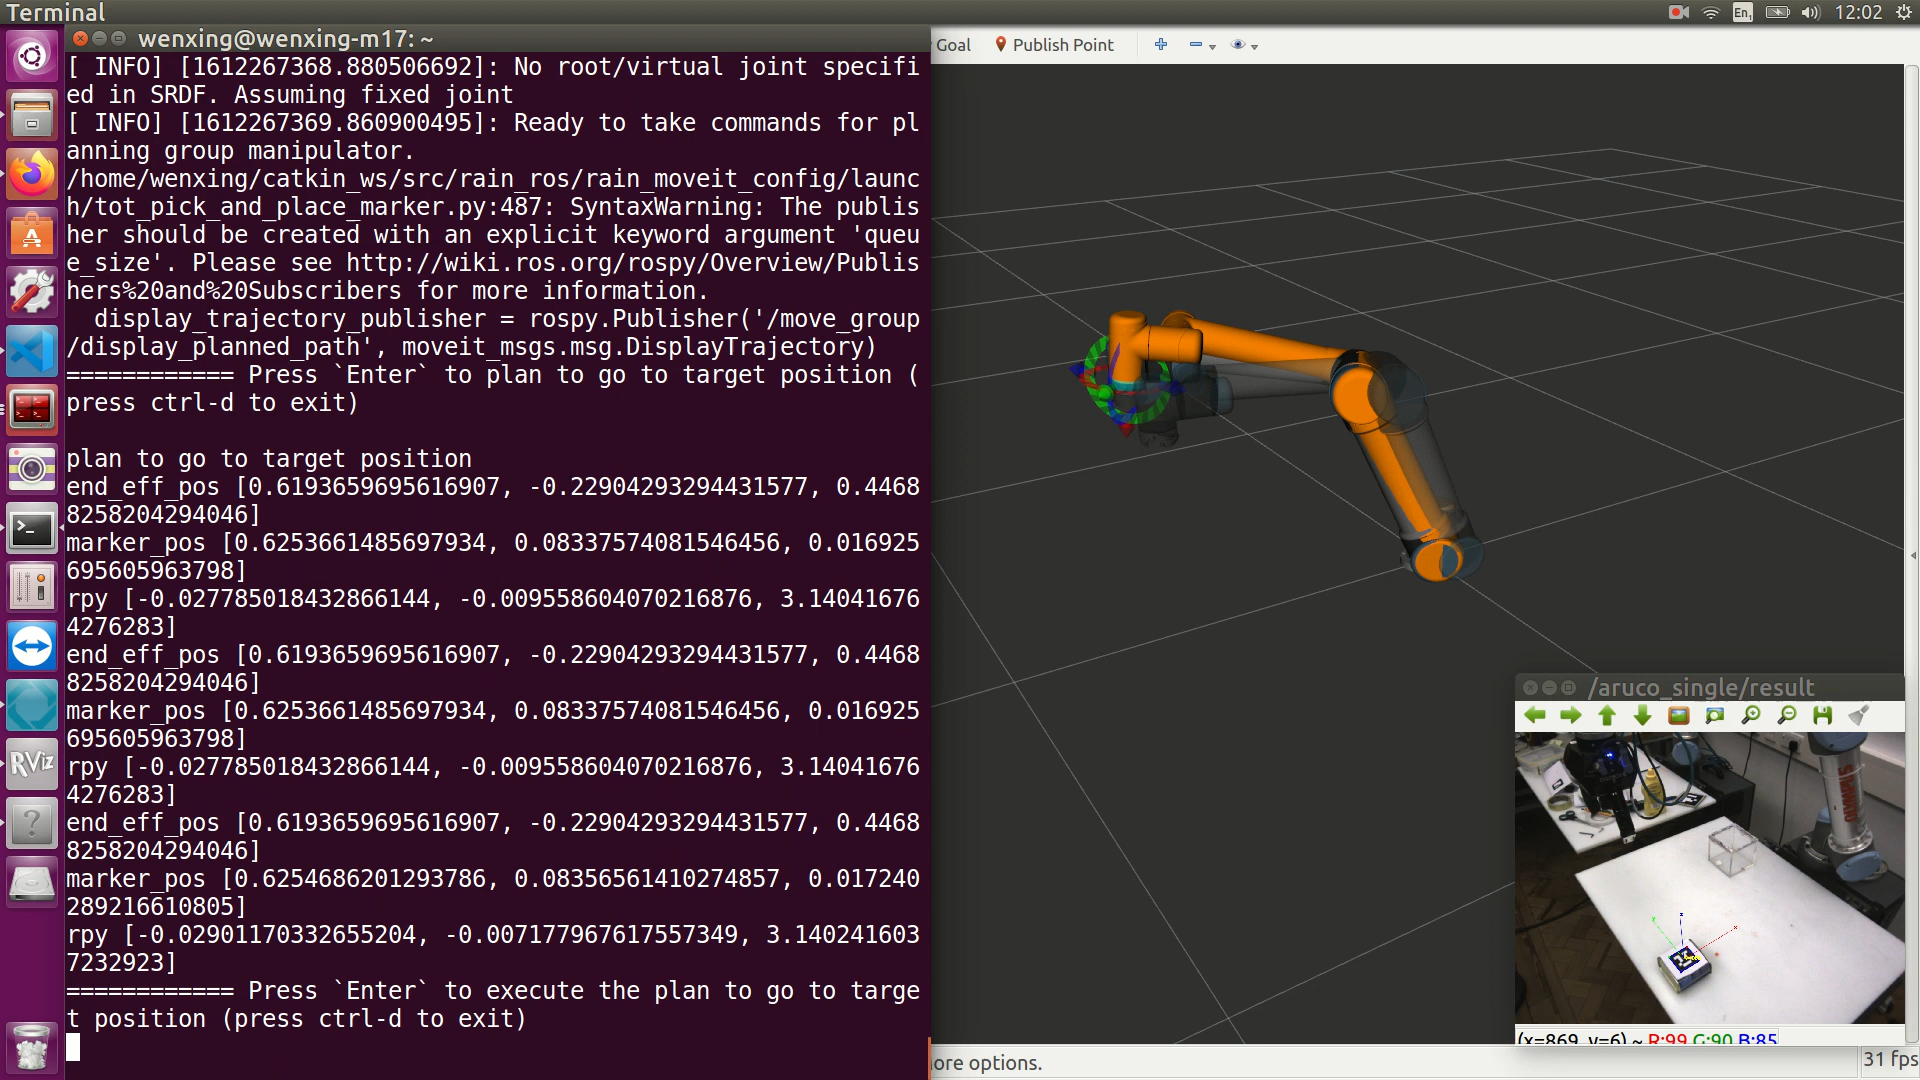 Terminal
En1
12:02
wenxing@wenxing-m17: ~
Goal
Publish Point
[ INFO] [1612267368.880506692]: No root/virtual joint specifi
ed in SRDF. Assuming fixed joint
[ INFO] [1612267369.860900495]: Ready to take commands for pl
anning group manipulator.
/home/wenxing/catkin_ws/src/rain_ros/rain_moveit_config/launc
h/tot_pick_and_place_marker.py:487: SyntaxWarning: The publis
her should be created with an explicit keyword argument 'queu
e_size'. Please see http://wiki.ros.org/rospy/Overview/Publis
hers%20and%20Subscribers for more information.
  display_trajectory_publisher = rospy.Publisher('/move_group
/display_planned_path', moveit_msgs.msg.DisplayTrajectory)
============ Press `Enter` to plan to go to target position (
press ctrl-d to exit)
plan to go to target position
end_eff_pos [0.6193659695616907, -0.22904293294431577, 0.4468
8258204294046]
marker_pos [0.6253661485697934, 0.08337574081546456, 0.016925
695605963798]
rpy [-0.027785018432866144, -0.009558604070216876, 3.14041676
4276283]
end_eff_pos [0.6193659695616907, -0.22904293294431577, 0.4468
8258204294046]
marker_pos [0.6253661485697934, 0.08337574081546456, 0.016925
695605963798]
rpy [-0.027785018432866144, -0.009558604070216876, 3.14041676
4276283]
end_eff_pos [0.6193659695616907, -0.22904293294431577, 0.4468
8258204294046]
marker_pos [0.6254686201293786, 0.08356561410274857, 0.017240
289216610805]
rpy [-0.02901170332655204, -0.007177967617557349, 3.140241603
7232923]
============ Press `Enter` to execute the plan to go to targe
t position (press ctrl-d to exit)
RViz
/aruco_single/result
(x=869, y=6) ~ R:99 G:90 B:85
ore options.
31 fps